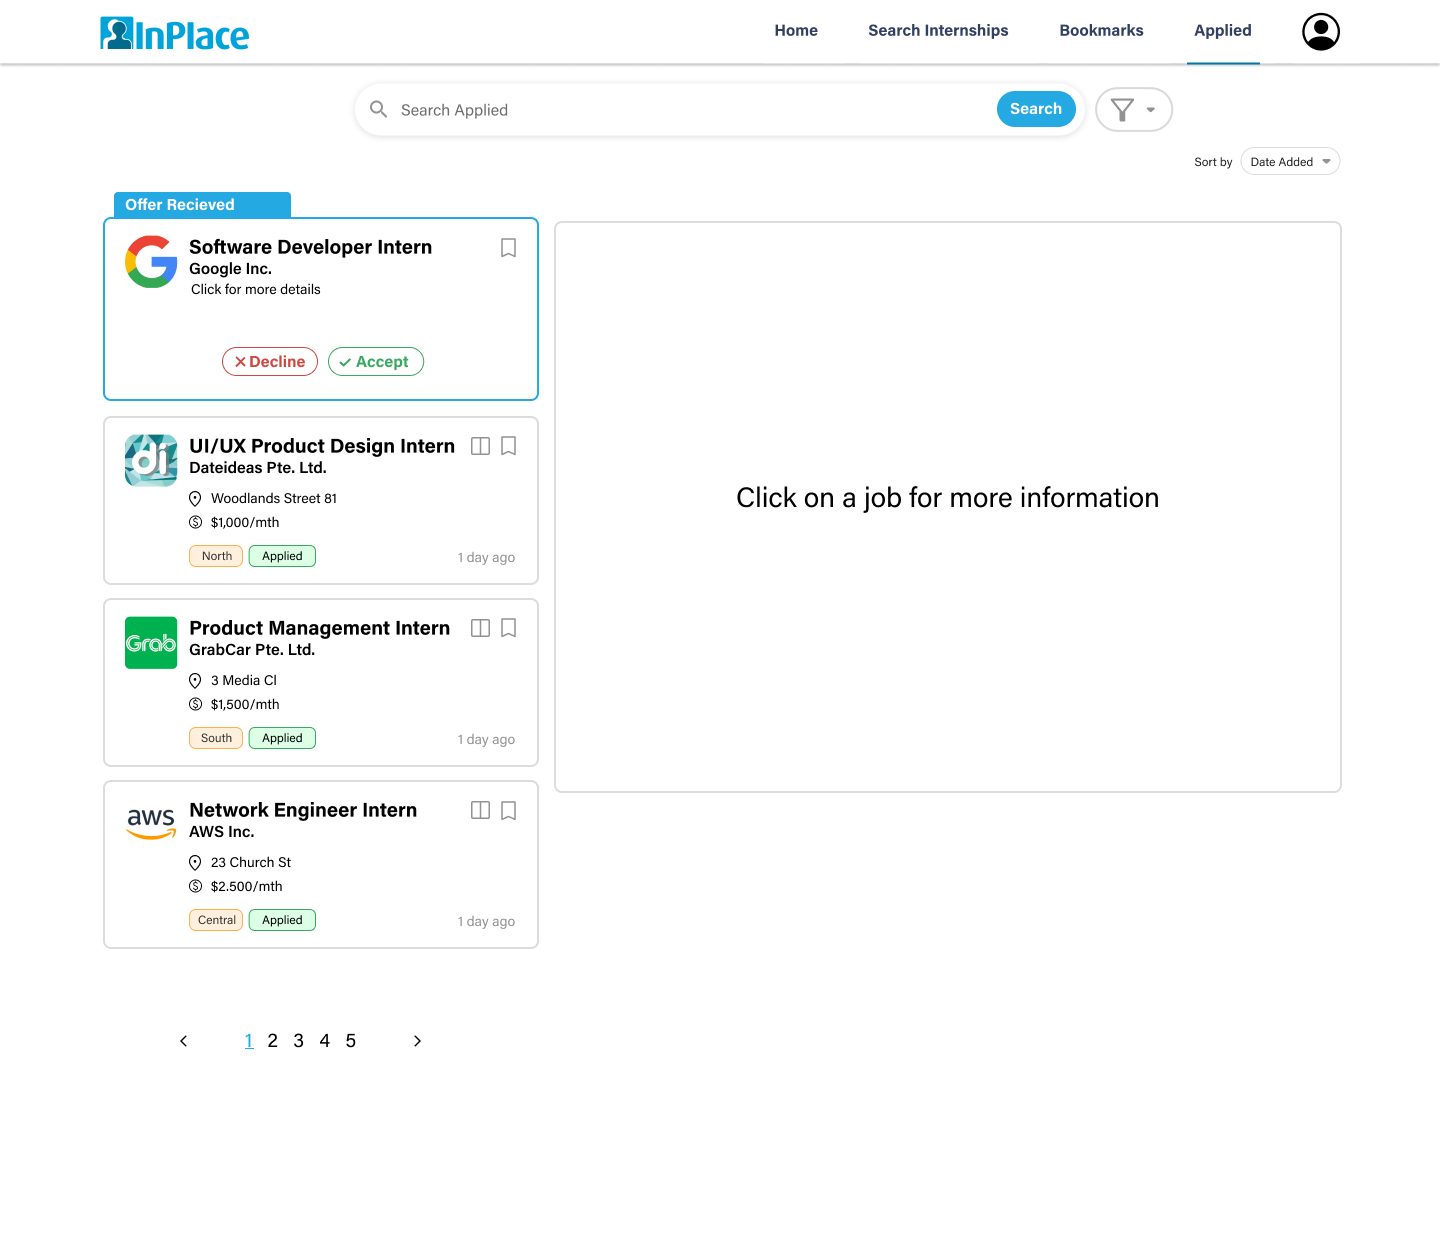 InPlace
Home
Search Internships
Bookmarks
Applied
Search Applied
Search
Sort by
Date Added
Offer Recieved
Software Developer Intern
Google Inc.
Click for more details
Decline
Accept
di
UI/UX Product Design Intern
Dateideas Pte. Ltd.
Woodlands Street 81
$1,000/mth
North
Applied
1 day ago
Click on a job for more information
Grab
Product Management Intern
GrabCar Pte. Ltd.
3 Media Cl
$1,500/mth
South
Applied
1 day ago
aws
Network Engineer Intern
AWS Inc.
23 Church St
$2.500/mth
Central
Applied
1 day ago
1 2 3 4 5